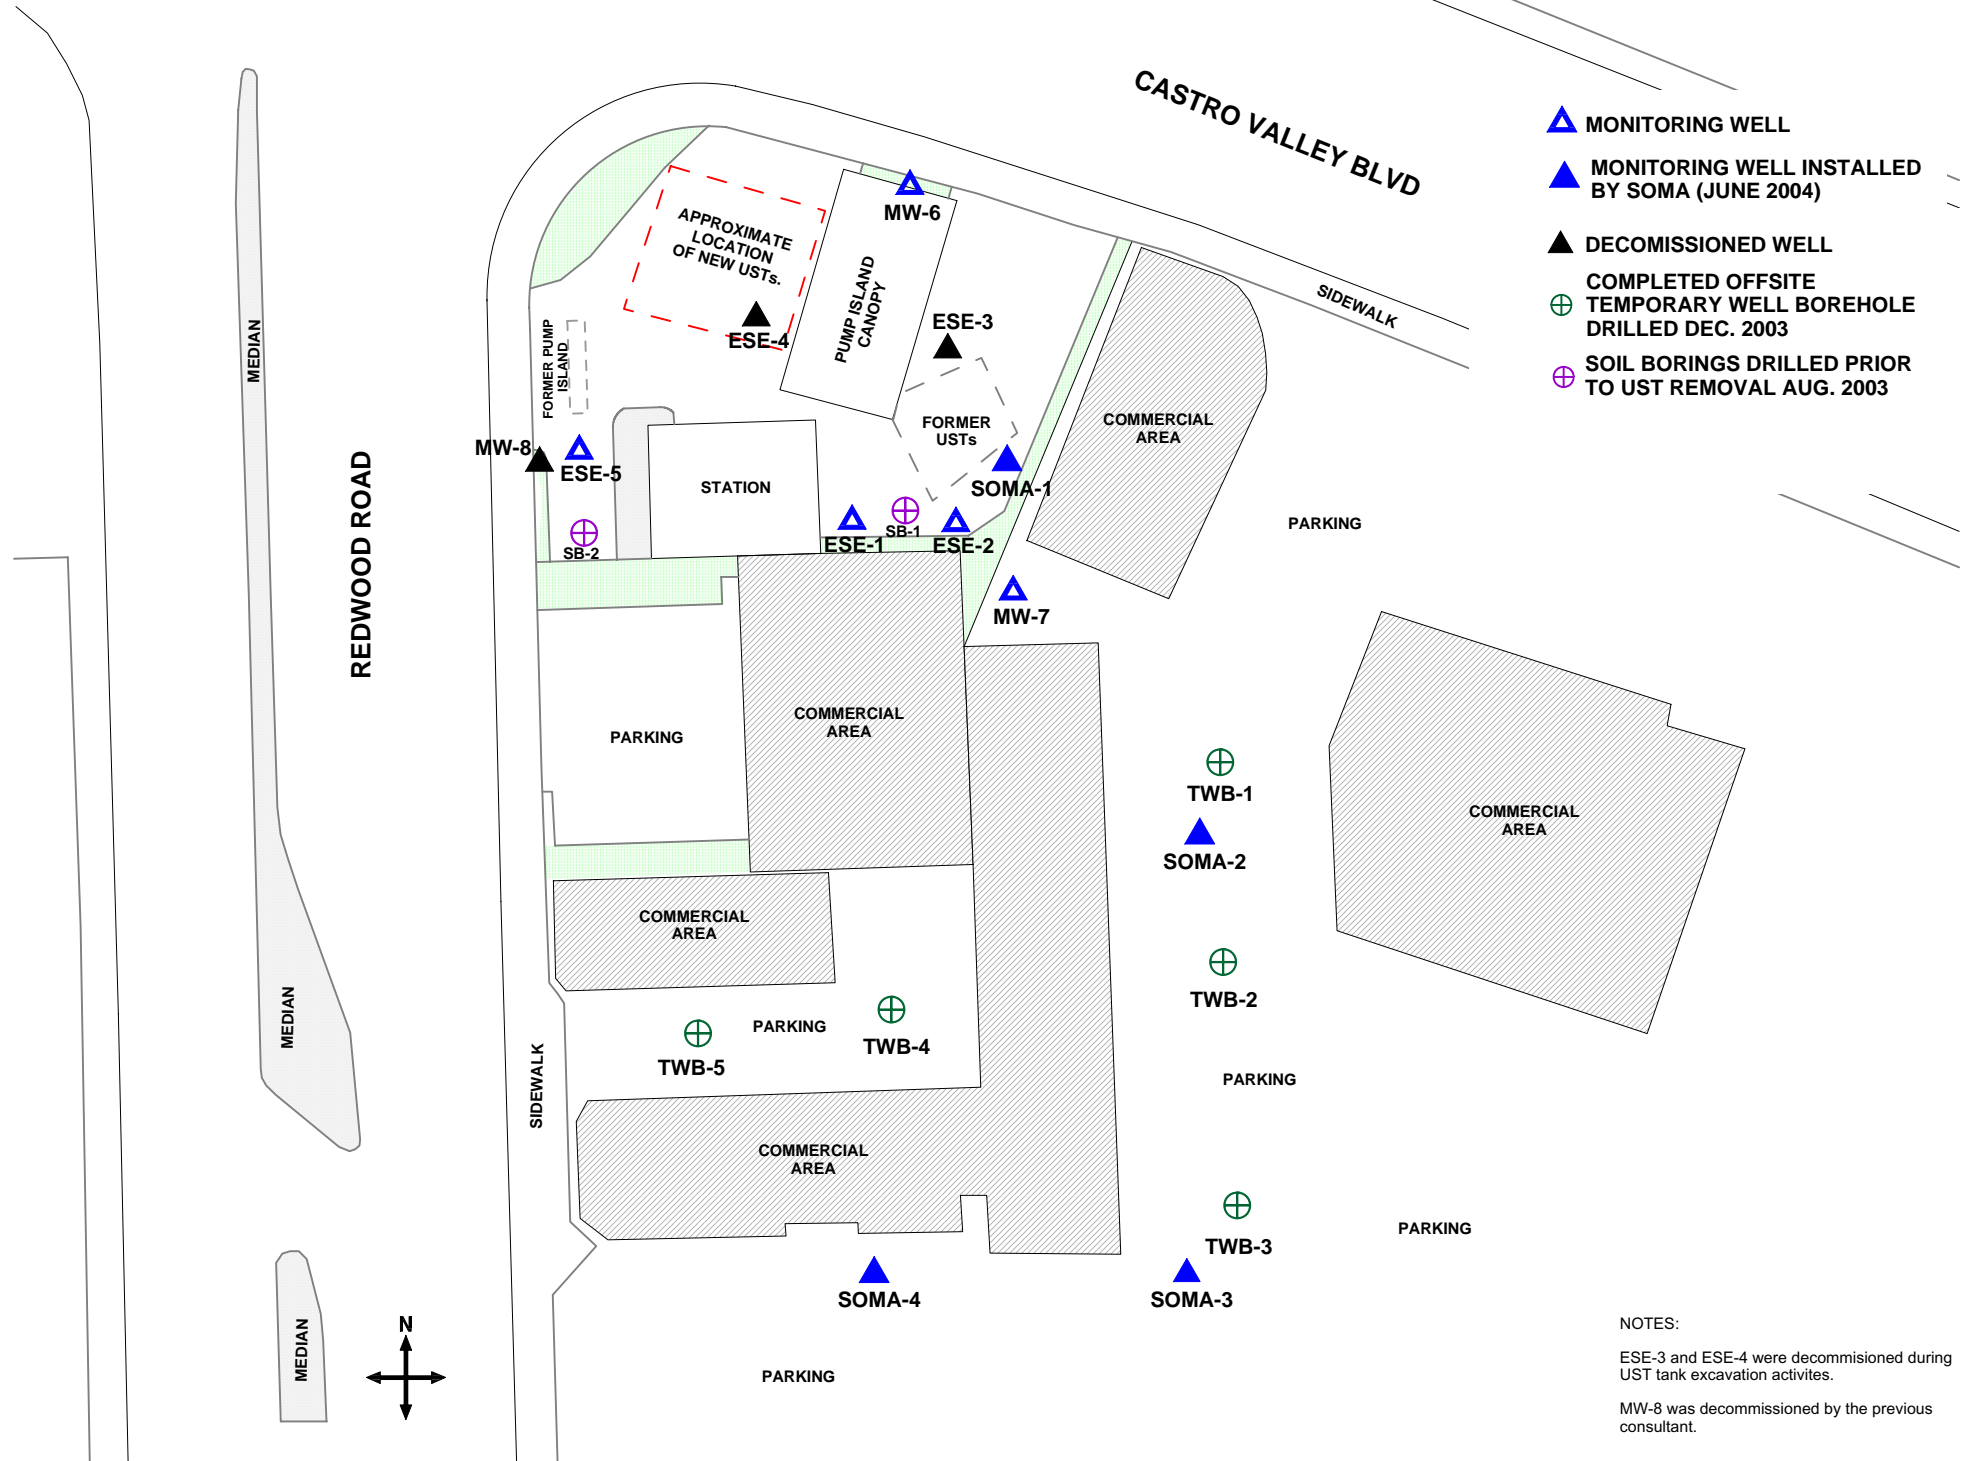 CASTRO VALLEY BLVD
MONITORING WELL
MONITORING WELL INSTALLED
BY SOMA (JUNE 2004)
DECOMISSIONED WELL
COMPLETED OFFSITE
TEMPORARY WELL BOREHOLE
DRILLED DEC. 2003
SOIL BORINGS DRILLED PRIOR
TO UST REMOVAL AUG. 2003
MW-6
APPROXIMATE
LOCATION
OF NEW USTs.
PUMP ISLAND
CANOPY
SIDEWALK
ESE-3
ESE-4
MEDIAN
FORMER PUMP
ISLAND
FORMER
USTs
COMMERCIAL
AREA
MW-8
ESE-5
STATION
SOMA-1
REDWOOD ROAD
PARKING
SB-1
ESE-1
ESE-2
SB-2
MW-7
COMMERCIAL
AREA
PARKING
TWB-1
COMMERCIAL
AREA
SOMA-2
COMMERCIAL
AREA
TWB-2
MEDIAN
PARKING
TWB-4
TWB-5
SIDEWALK
PARKING
COMMERCIAL
AREA
PARKING
TWB-3
SOMA-4
SOMA-3
MEDIAN
N
PARKING
NOTES:
ESE-3 and ESE-4 were decommisioned during
UST tank excavation activites.
MW-8 was decommissioned by the previous
consultant.